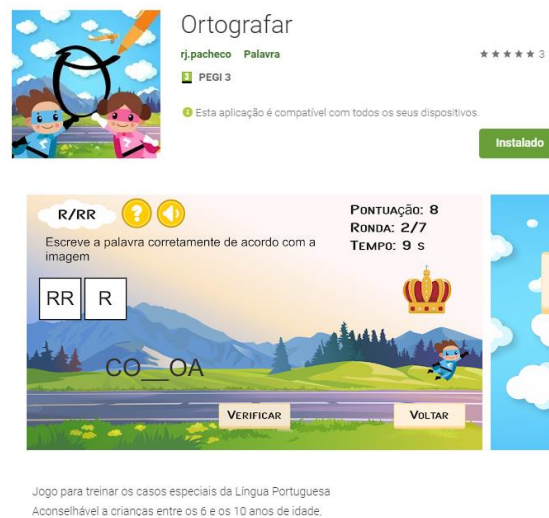 Ortografar
rj.pacheco Palavra
★★★★★ 3
3 PEGI 3
Esta aplicação é compatível com todos os seus dispositivos.
Instalado
R/RR ?
Escreve a palavra corretamente de acordo com a
imagem
Pontuação: 8
Ronda: 2/7
Tempo: 9 s
RR R
CO__OA
Verificar
Voltar
Jogo para treinar os casos especiais da Língua Portuguesa
Aconselhável a crianças entre os 6 e os 10 anos de idade.